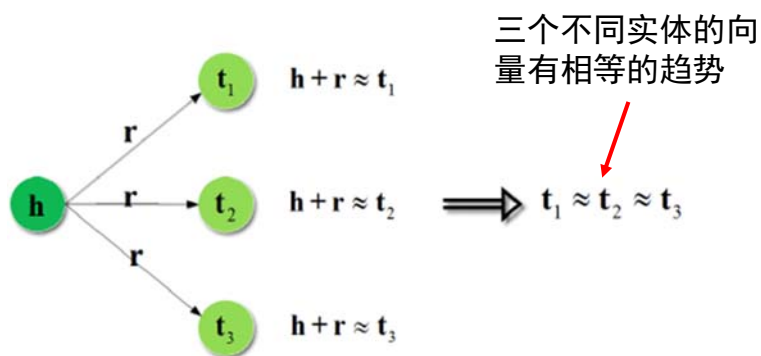 三个不同实体的向
量有相等的趋势
t₁ h + r ≈ t₁
r
h r t₂ h + r ≈ t₂ t₁ ≈ t₂ ≈ t₃
r
t₃ h + r ≈ t₃